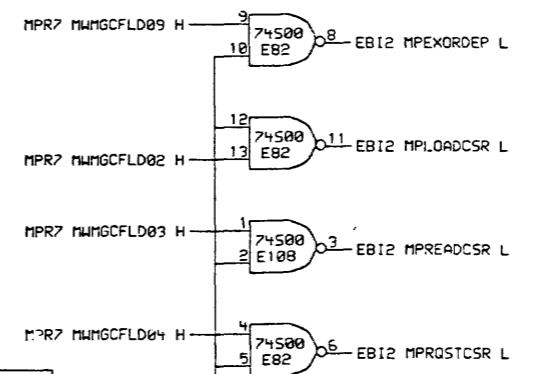 9
MPR7 MWMGCFLD09 H
74S00
8
EBI2 MPEXORDEP L
10
E82
12
74S00
11
EBI2 MPLOADCSR L
MPR7 MWMGCFLD02 H
13
E82
MPR7 MWMGCFLD03 H
1
74S00
3
EBI2 MPREADCSR L
2
E108
MPR7 MWMGCFLD04 H
4
74S00
6
EBI2 MPRQSTCSR L
5
E82